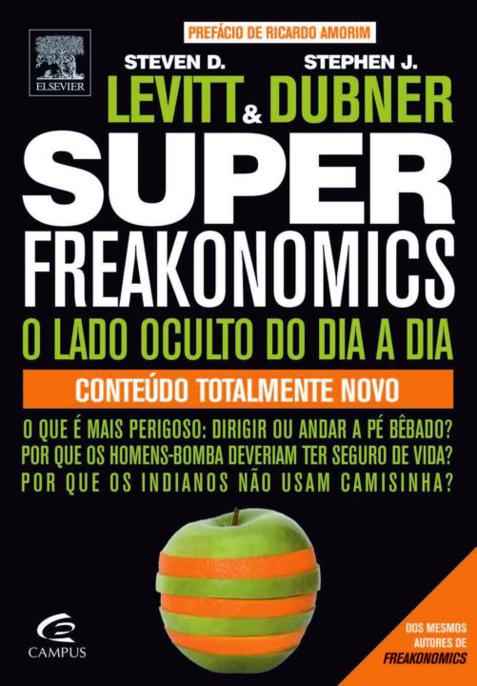 PREFÁCIO DE RICARDO AMORIM
ELSEVIER
STEVEN D. STEPHEN J.
LEVITT & DUBNER
SUPER
FREAKONOMICS
O LADO OCULTO DO DIA A DIA
CONTEÚDO TOTALMENTE NOVO
O QUE É MAIS PERIGOSO: DIRIGIR OU ANDAR A PÉ BÊBADO?
POR QUE OS HOMENS-BOMBA DEVERIAM TER SEGURO DE VIDA?
POR QUE OS INDIANOS NÃO USAM CAMISINHA?
CAMPUS
DOS MESMOS
AUTORES DE
FREAKONOMICS